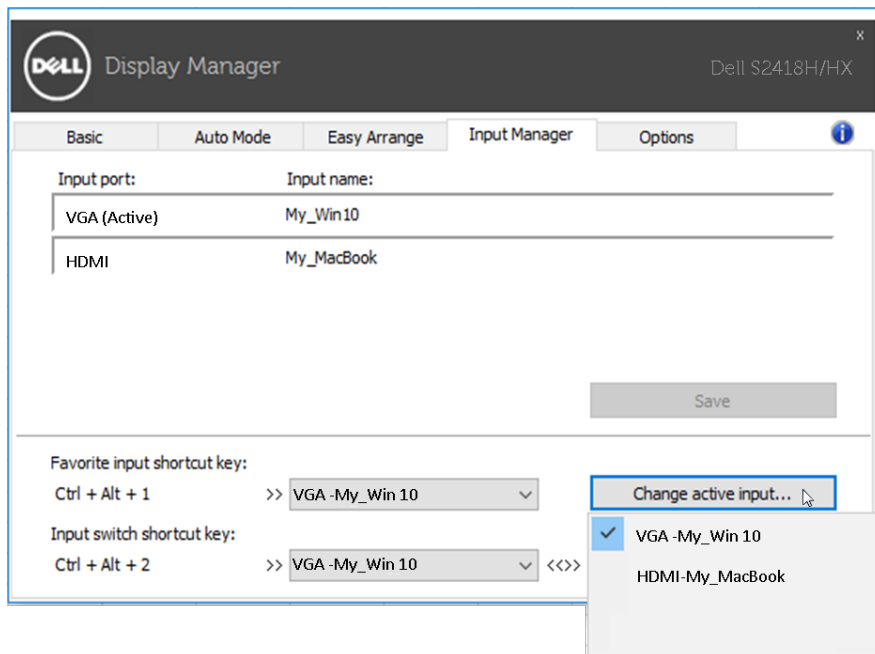 DELL Display Manager
x
Dell S2418H/HX
Basic Auto Mode Easy Arrange Input Manager Options i
Input port: Input name:
VGA (Active) My_Win10
HDMI My_MacBook
Save
Favorite input shortcut key:
Ctrl + Alt + 1 >> VGA -My_Win 10 Change active input...
Input switch shortcut key:
Ctrl + Alt + 2 >> VGA -My_Win 10 <<>>
VGA -My_Win 10
HDMI-My_MacBook